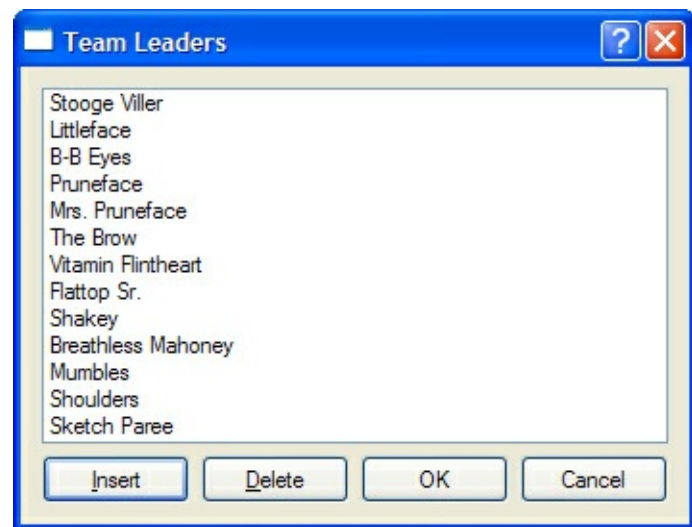 Team Leaders
Stooge Viller
Littleface
B-B Eyes
Pruneface
Mrs. Pruneface
The Brow
Vitamin Flintheart
Flattop Sr.
Shakey
Breathless Mahoney
Mumbles
Shoulders
Sketch Paree
Insert Delete OK Cancel